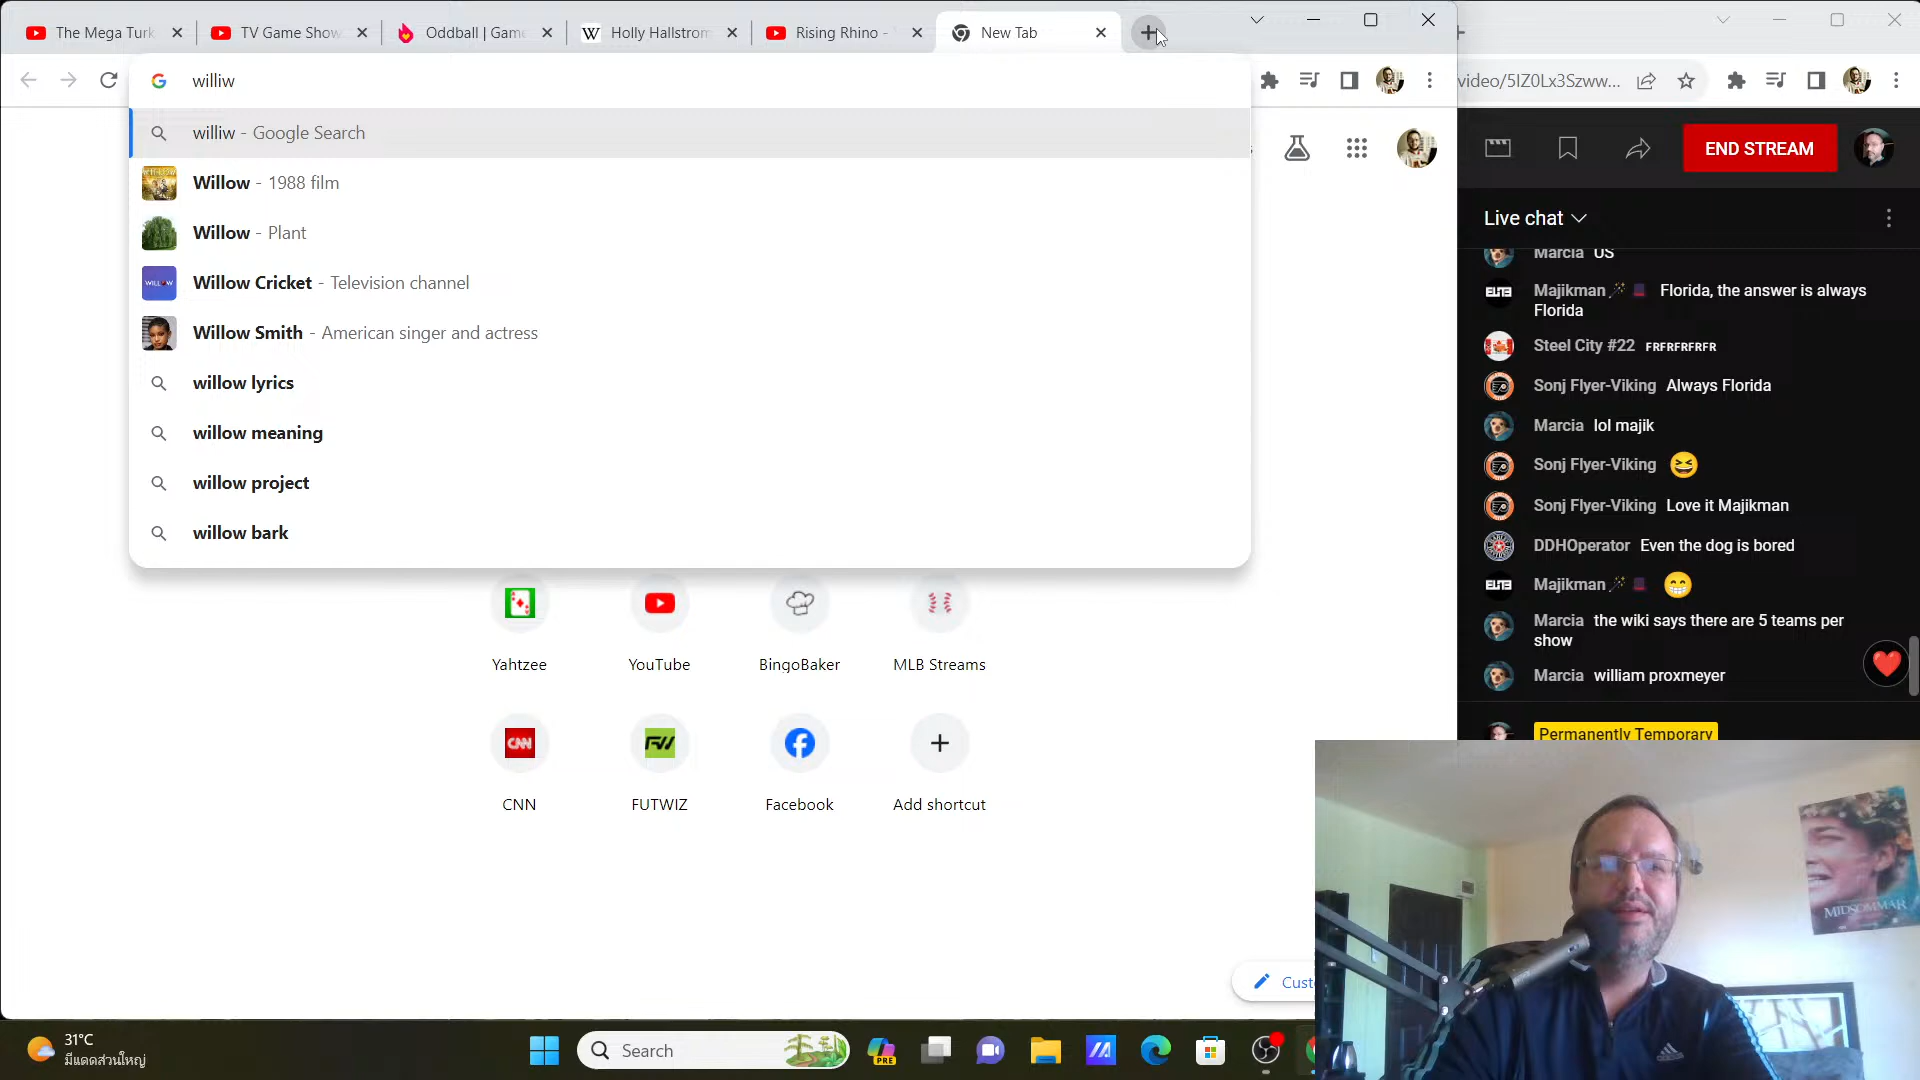 The Mega Turk
TV Game Show
Oddball | Game
Holly Hallstrom
Rising Rhino -
New Tab
williw
video/5IZ0Lx3Szww...
williw - Google Search
Willow - 1988 film
Willow - Plant
Willow Cricket - Television channel
Willow Smith - American singer and actress
willow lyrics
willow meaning
willow project
willow bark
Yahtzee
YouTube
BingoBaker
MLB Streams
CNN
FUTWIZ
Facebook
Add shortcut
Cust
END STREAM
Live chat
Marcia US
Majikman Florida, the answer is always
Florida
Steel City #22 FRFRFRFRFR
Sonj Flyer-Viking Always Florida
Marcia lol majik
Sonj Flyer-Viking
Sonj Flyer-Viking Love it Majikman
DDHOperator Even the dog is bored
Majikman
Marcia the wiki says there are 5 teams per
show
Marcia william proxmeyer
Permanently Temporary
MIDSOMMAR
31°C
มีแดดส่วนใหญ่
Search
PRE